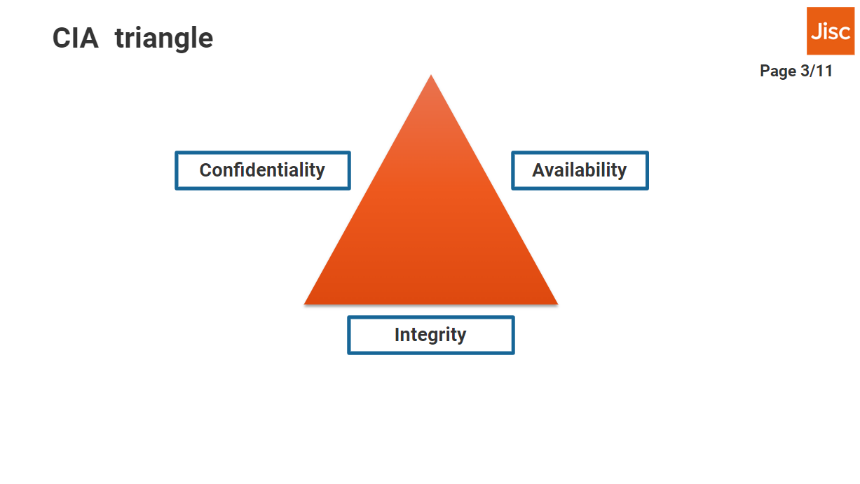 CIA triangle
Jisc
Page 3/11
Confidentiality
Availability
Integrity